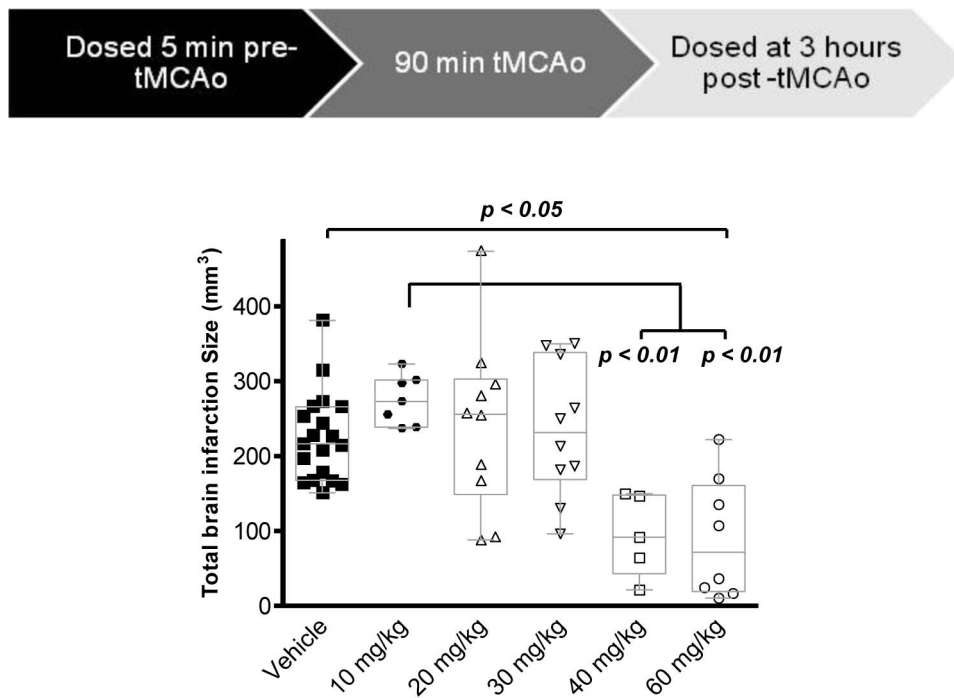 Dosed 5 min pre-
tMCAo
90 min tMCAo
Dosed at 3 hours
post -tMCAo
p < 0.05
p < 0.01
p < 0.01
Total brain infarction Size (mm³)
400
300
200
100
0
Vehicle
10 mg/kg
20 mg/kg
30 mg/kg
40 mg/kg
60 mg/kg